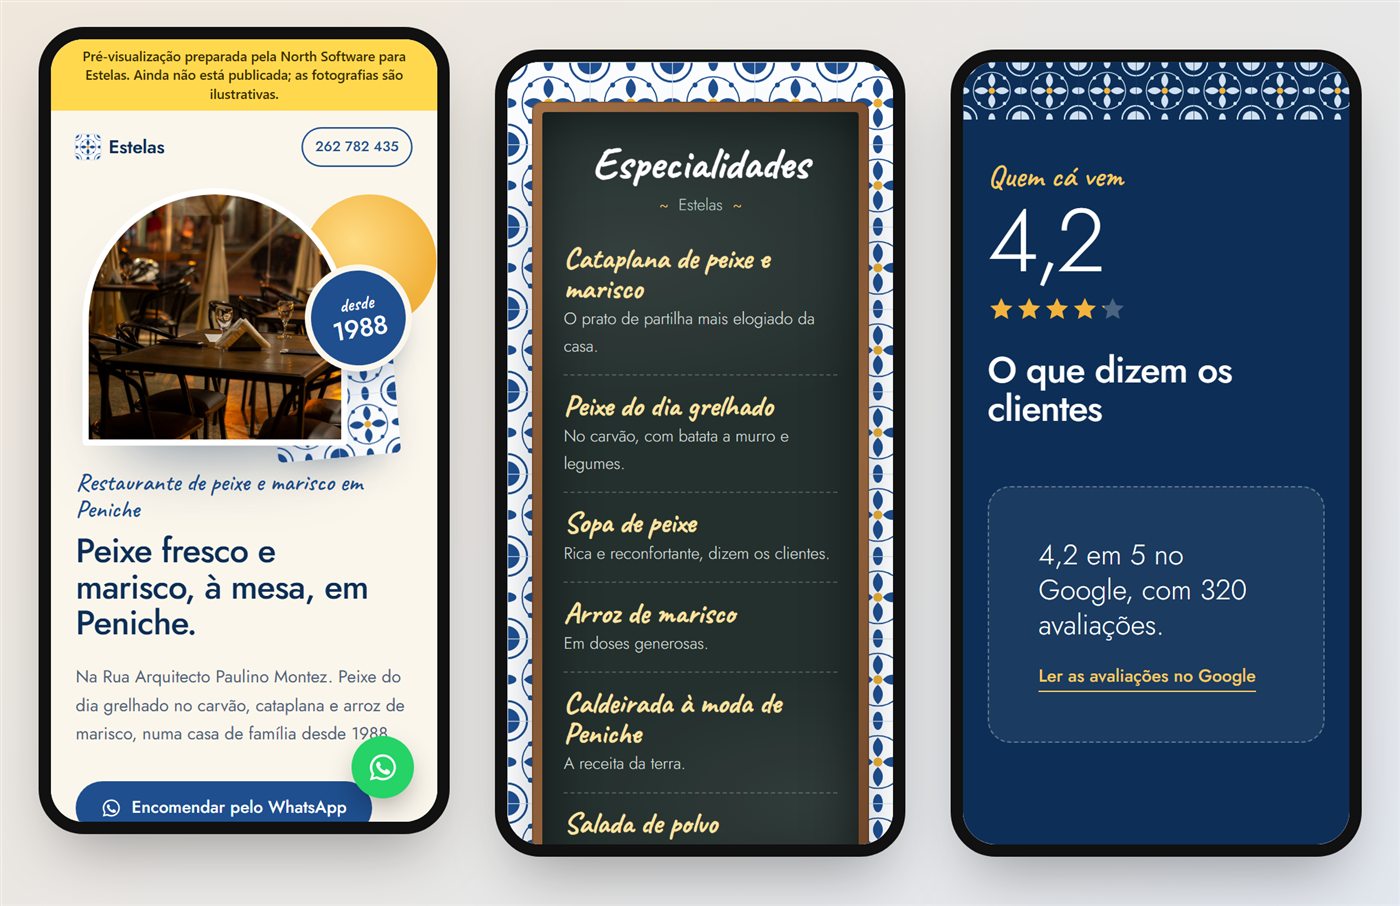 Pré-visualização preparada pela North Software para
Estelas. Ainda não está publicada; as fotografias são
ilustrativas.
Estelas
262 782 435
desde
1988
Restaurante de peixe e marisco em
Peniche
Peixe fresco e
marisco, à mesa, em
Peniche.
Na Rua Arquitecto Paulino Montez. Peixe do
dia grelhado no carvão, cataplana e arroz de
marisco, numa casa de família desde 1988.
Encomendar pelo WhatsApp
Especialidades
~ Estelas ~
Cataplana de peixe e
marisco
O prato de partilha mais elogiado da
casa.
Peixe do dia grelhado
No carvão, com batata a murro e
legumes.
Sopa de peixe
Rica e reconfortante, dizem os clientes.
Arroz de marisco
Em doses generosas.
Caldeirada à moda de
Peniche
A receita da terra.
Salada de polvo
Quem cá vem
4,2
O que dizem os
clientes
4,2 em 5 no
Google, com 320
avaliações.
Ler as avaliações no Google